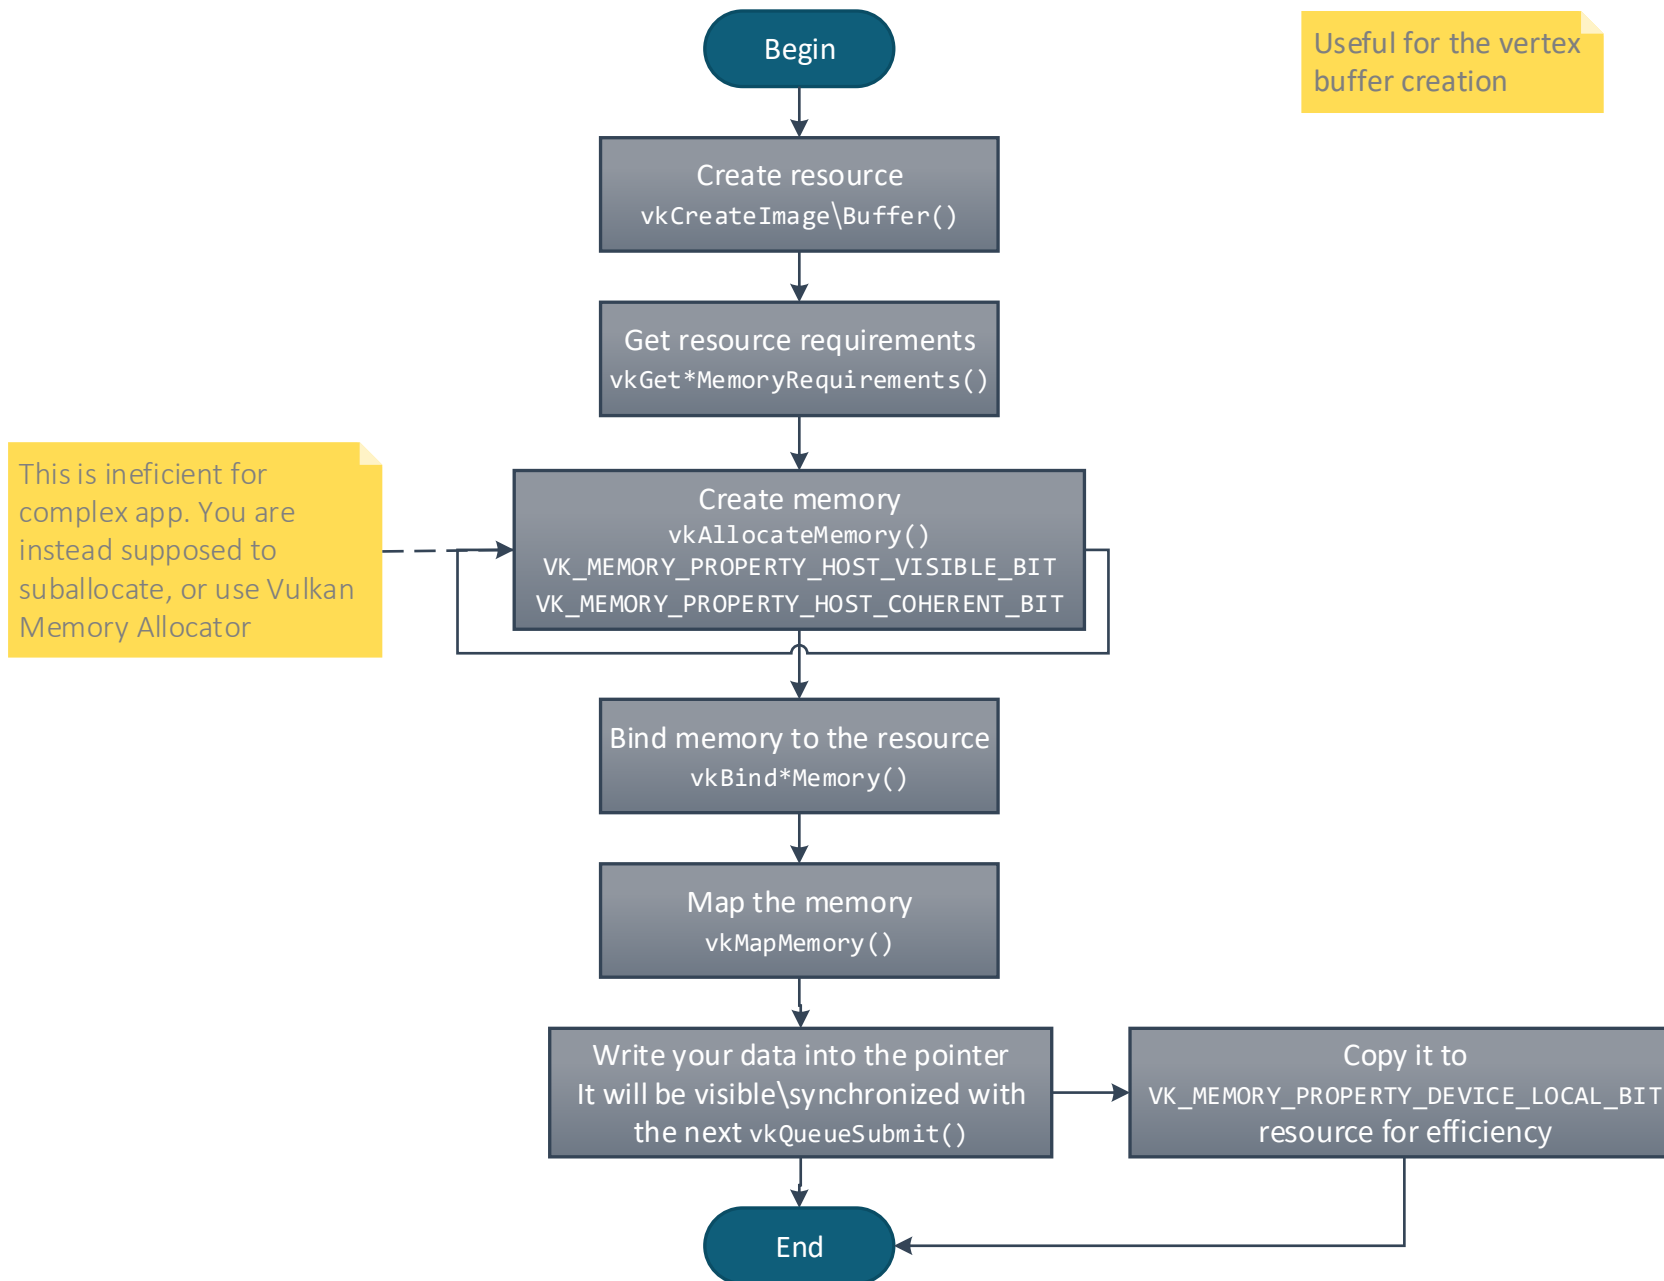 Begin
Useful for the vertex
buffer creation
Create resource
vkCreateImage\Buffer()
Get resource requirements
vkGet*MemoryRequirements()
This is ineficient for
complex app. You are
instead supposed to
suballocate, or use Vulkan
Memory Allocator
Create memory
vkAllocateMemory()
VK_MEMORY_PROPERTY_HOST_VISIBLE_BIT
VK_MEMORY_PROPERTY_HOST_COHERENT_BIT
Bind memory to the resource
vkBind*Memory()
Map the memory
vkMapMemory()
Write your data into the pointer
It will be visible\synchronized with
the next vkQueueSubmit()
Copy it to
VK_MEMORY_PROPERTY_DEVICE_LOCAL_BIT
resource for efficiency
End